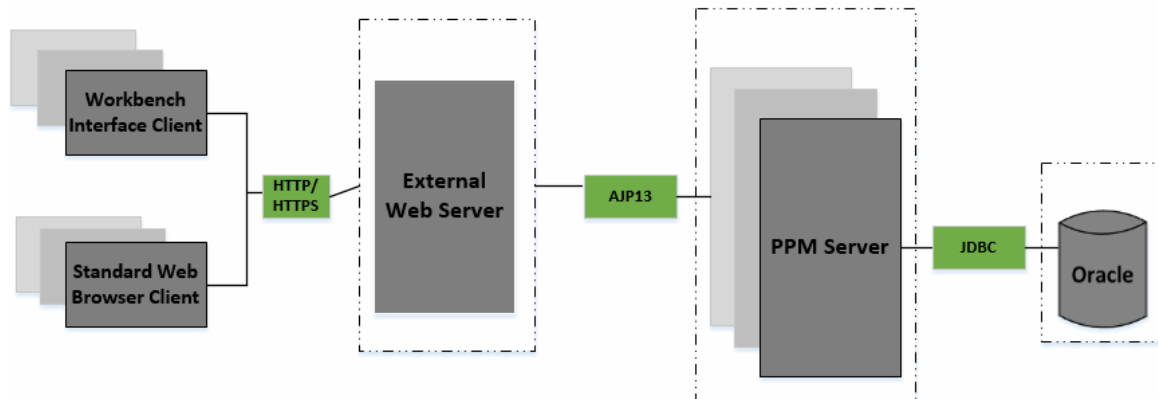 Workbench
Interface Client
Standard Web
Browser Client
HTTP/
HTTPS
External
Web Server
AJP13
PPM Server
JDBC
Oracle